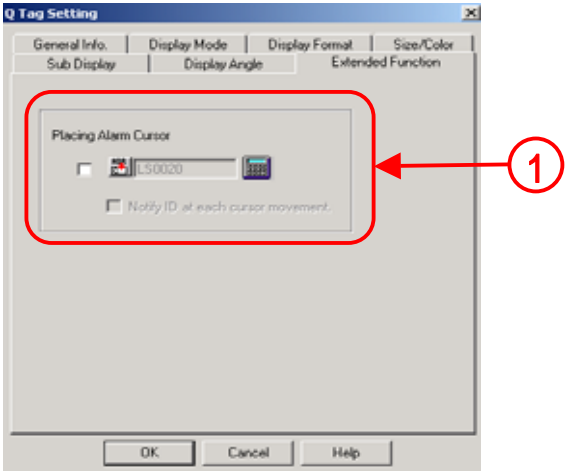 Q Tag Setting
General Info. Display Mode Display Format Size/Color
Sub Display Display Angle Extended Function
Placing Alarm Cursor
LS0020
Notify ID at each cursor movement.
1
OK Cancel Help